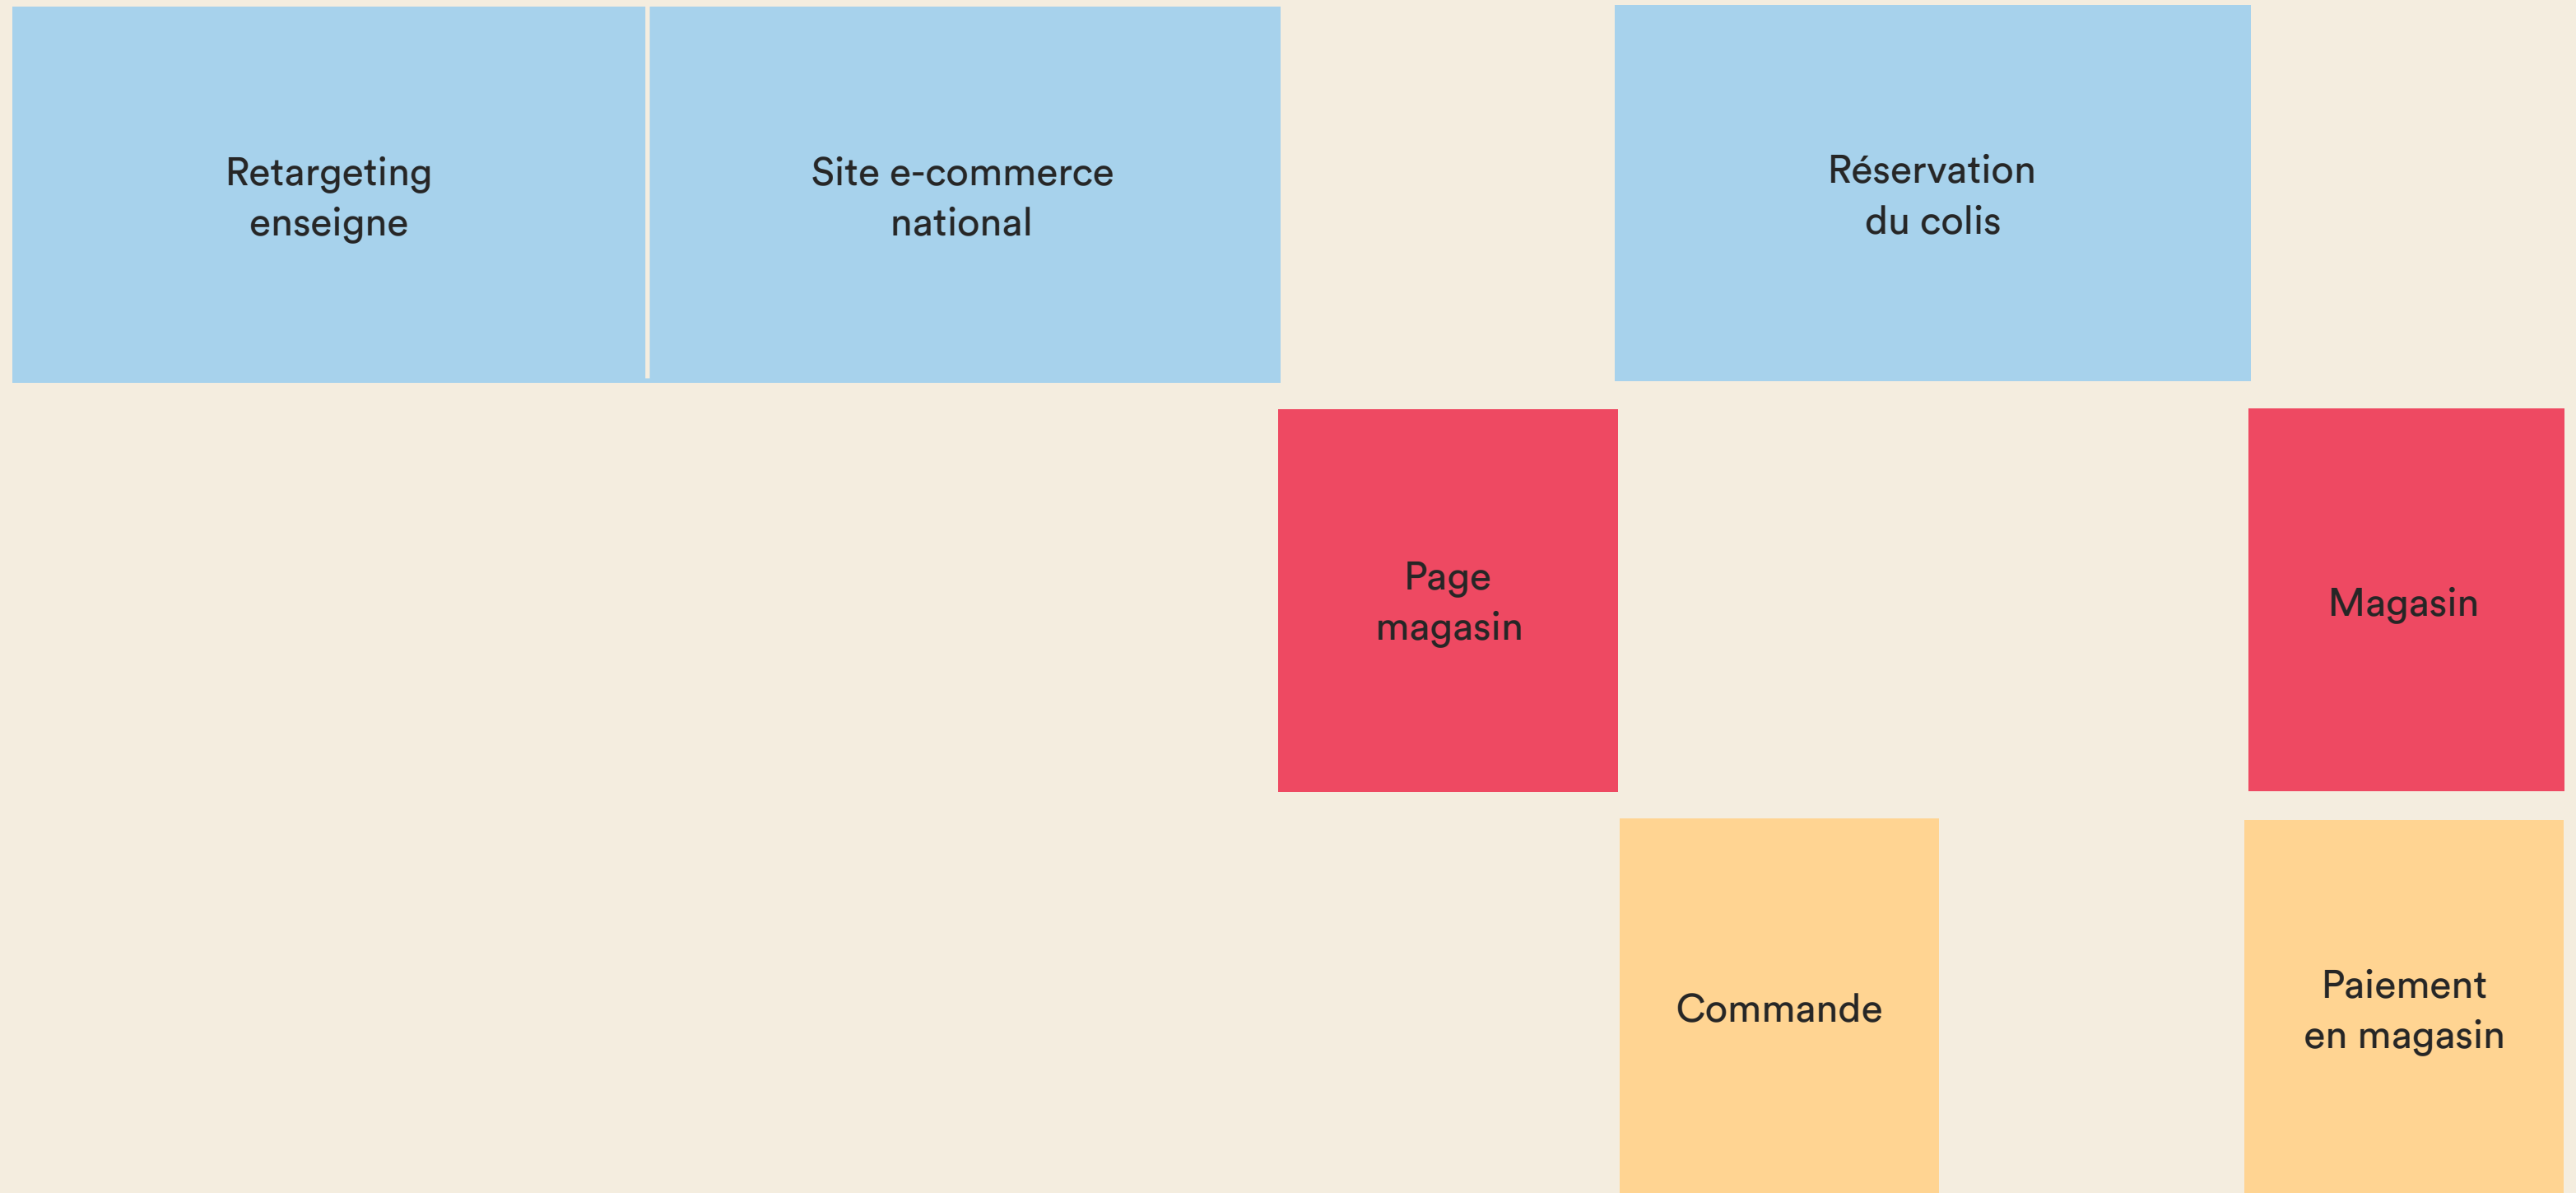 Retargeting
enseigne
Site e-commerce
national
Réservation
du colis
Page
magasin
Magasin
Commande
Paiement
en magasin